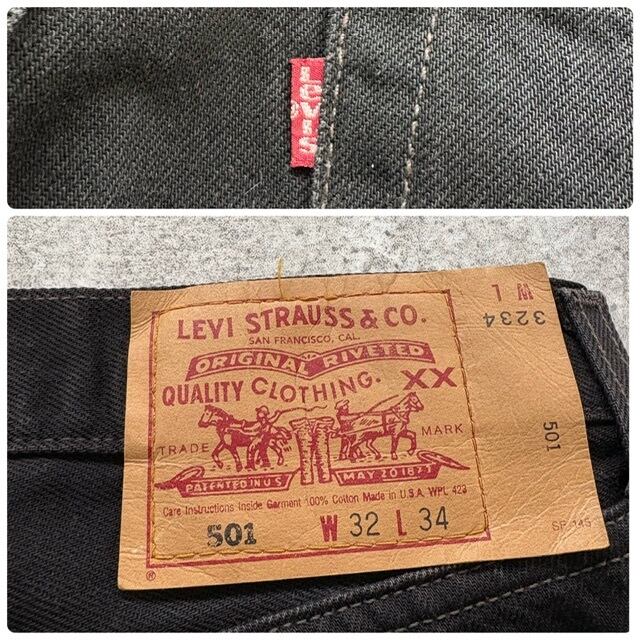 LEVI'S
®
LEVI STRAUSS & CO.
SAN FRANCISCO, CAL.
ORIGINAL RIVETED
QUALITY CLOTHING. XX
TRADE MARK
PATENTED IN U S MAY 20 1873
Care Instructions Inside Garment 100% Cotton Made in U.S.A. WPL 423
501 W 32 L 34
®
W L
3234
501
SF